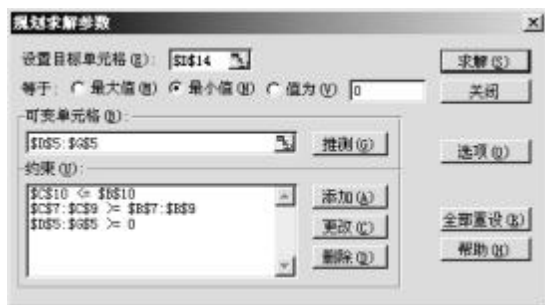 规划求解参数
设置目标单元格(E): $D$14 求解(S)
等于: 最大值(M) 最小值(N) 值为(V) 0 关闭
可变单元格(B):
$D$5:$G$5 推测(G) 选项(O)
约束(U):
$C$10 <= $B$10 添加(A)
$C$7:$C$9 >= $B$7:$B$9 更改(C) 全部重设(R)
$D$5:$G$5 >= 0 删除(D) 帮助(H)